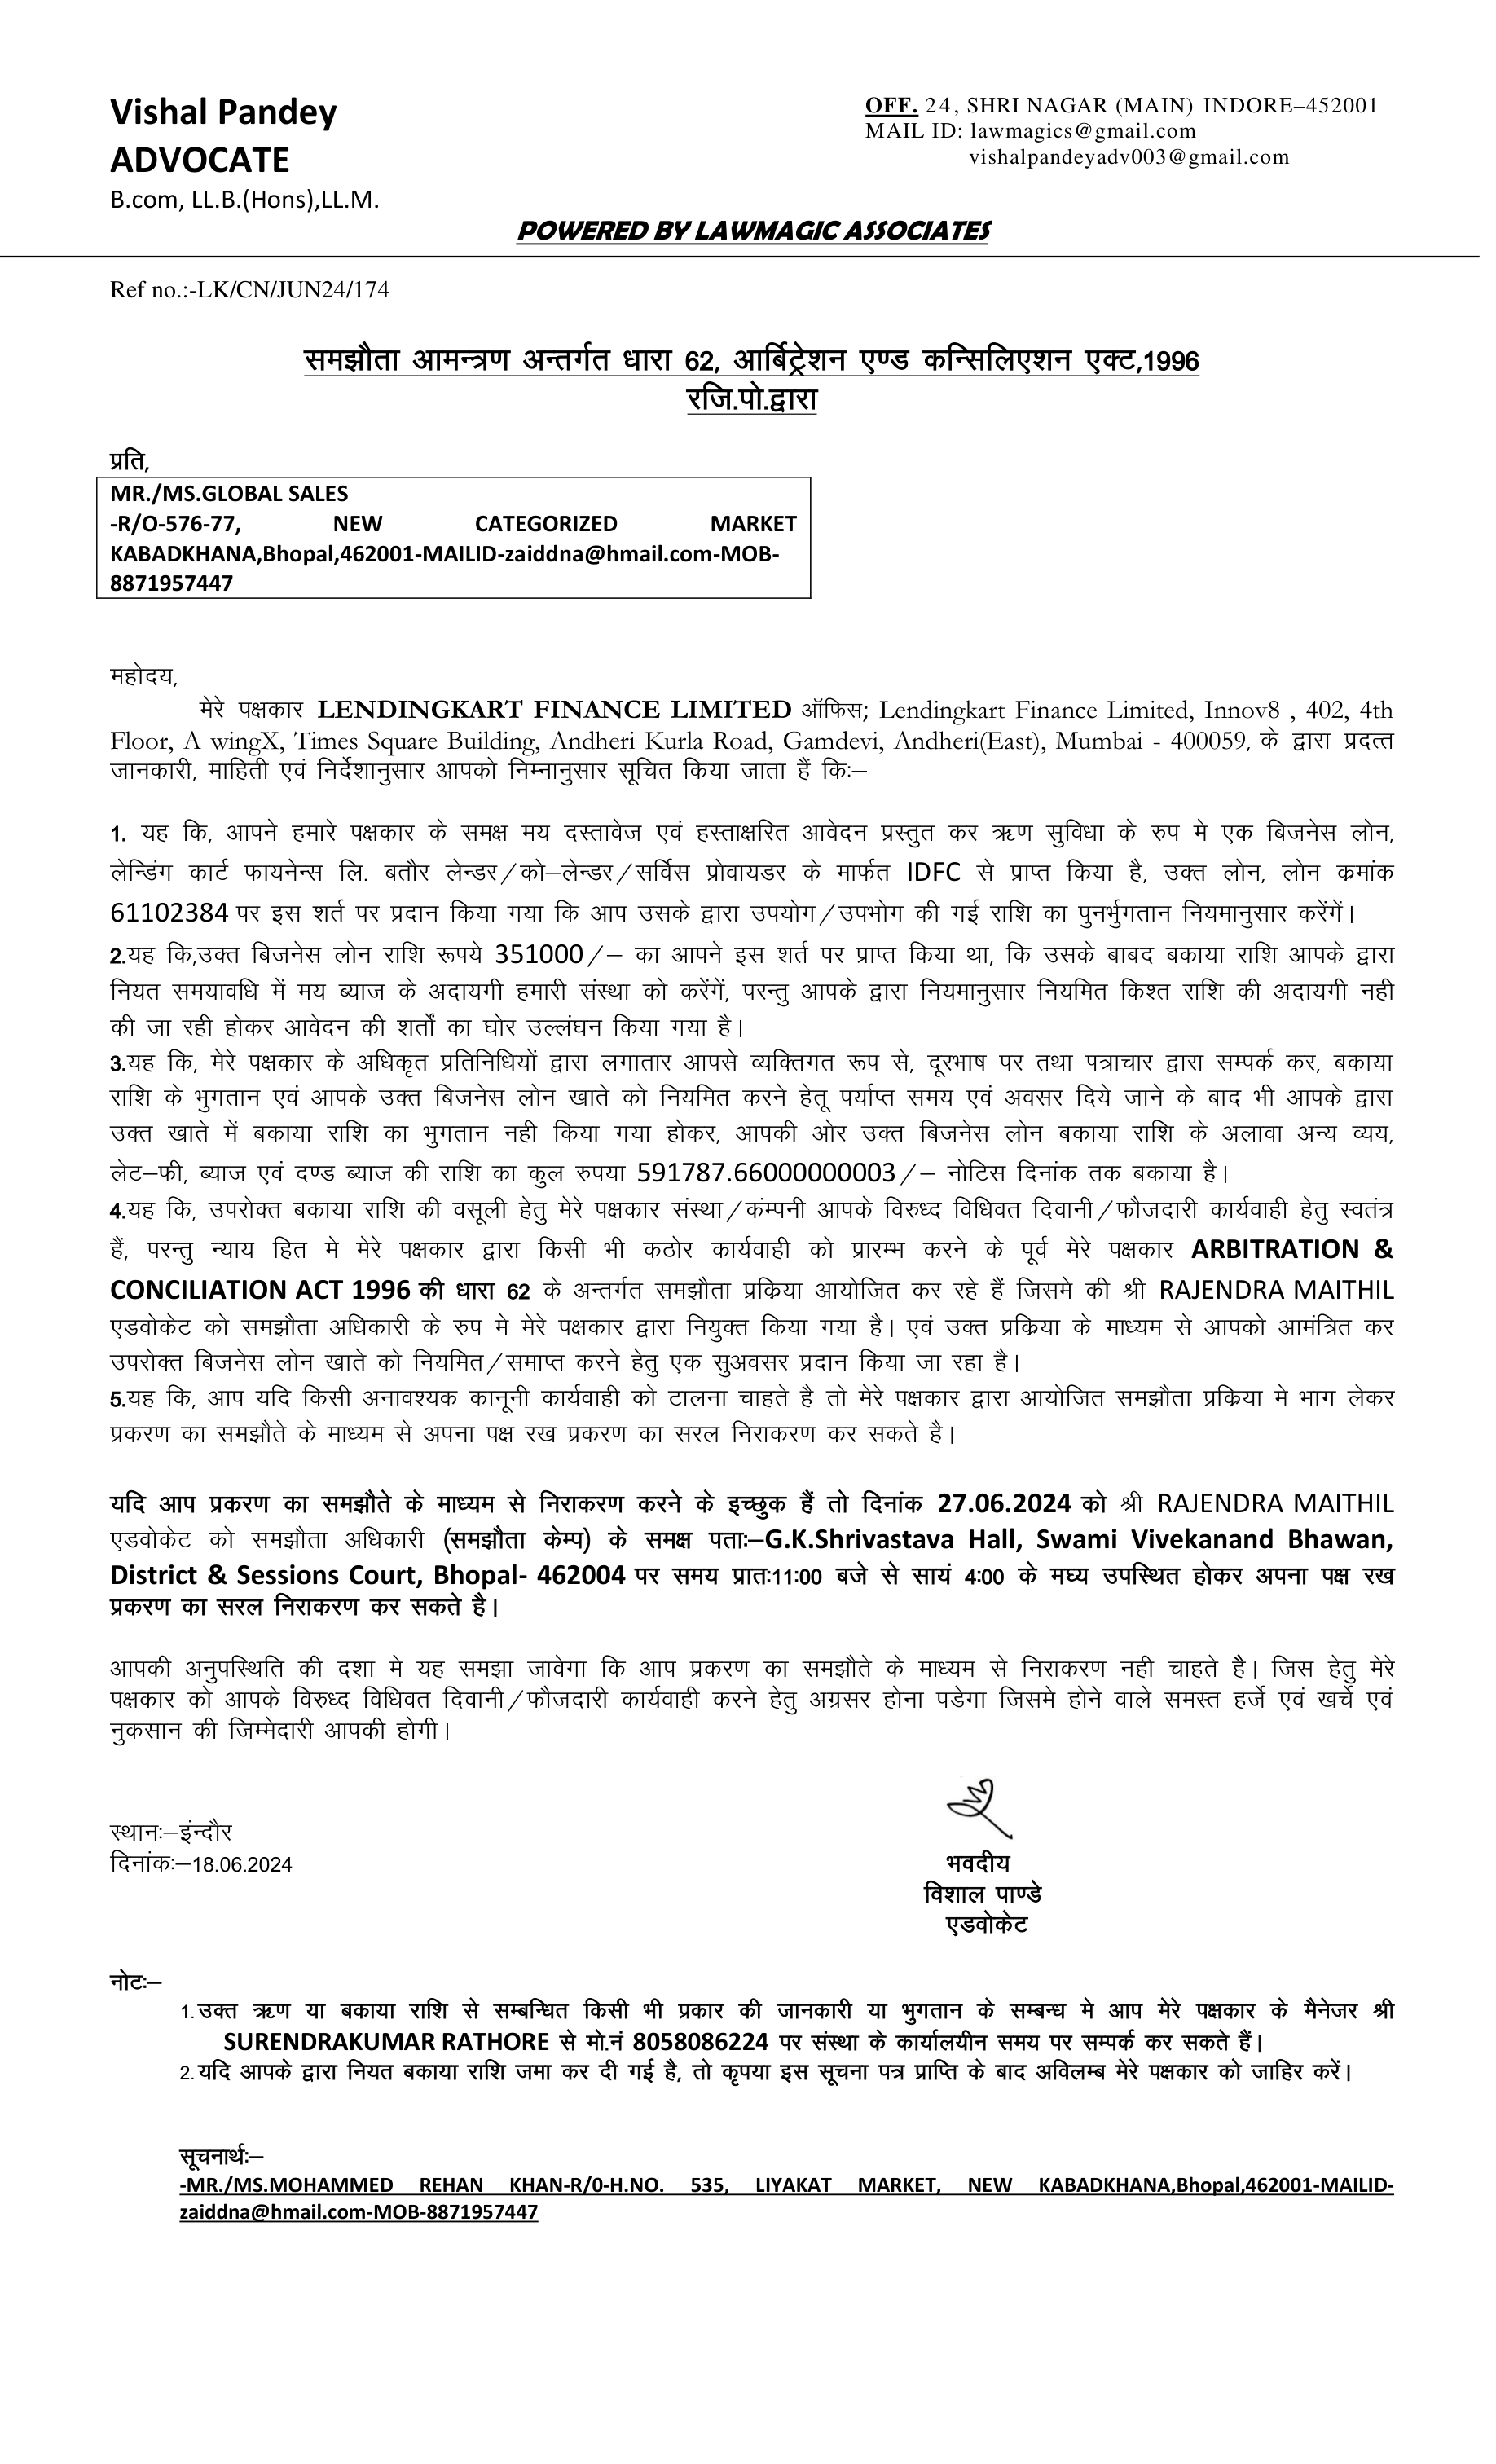 Vishal Pandey
ADVOCATE
B.com, LL.B.(Hons),LL.M.
OFF. 24, SHRI NAGAR (MAIN) INDORE–452001
MAIL ID: lawmagics@gmail.com
vishalpandeyadv003@gmail.com
POWERED BY LAWMAGIC ASSOCIATES
Ref no.:-LK/CN/JUN24/174
समझौता आमन्त्रण अन्तर्गत धारा 62, आर्बिट्रेशन एण्ड कन्सिलिएशन एक्ट,1996
रजि.पो.द्वारा
प्रति,
MR./MS.GLOBAL SALES
-R/O-576-77, NEW CATEGORIZED MARKET
KABADKHANA,Bhopal,462001-MAILID-zaiddna@hmail.com-MOB-
8871957447
महोदय,
मेरे पक्षकार LENDINGKART FINANCE LIMITED ऑफिस; Lendingkart Finance Limited, Innov8 , 402, 4th
Floor, A wingX, Times Square Building, Andheri Kurla Road, Gamdevi, Andheri(East), Mumbai - 400059, के द्वारा प्रदत्त
जानकारी, माहिती एवं निर्देशानुसार आपको निम्नानुसार सूचित किया जाता हैं किः–
1. यह कि, आपने हमारे पक्षकार के समक्ष मय दस्तावेज एवं हस्ताक्षरित आवेदन प्रस्तुत कर ऋण सुविधा के रुप मे एक बिजनेस लोन,
लेन्डिंग कार्ट फायनेन्स लि. बतौर लेन्डर/को–लेन्डर/सर्विस प्रोवायडर के मार्फत IDFC से प्राप्त किया है, उक्त लोन, लोन क्रमांक
61102384 पर इस शर्त पर प्रदान किया गया कि आप उसके द्वारा उपयोग/उपभोग की गई राशि का पुनर्भुगतान नियमानुसार करेंगें।
2.यह कि,उक्त बिजनेस लोन राशि रूपये 351000/– का आपने इस शर्त पर प्राप्त किया था, कि उसके बाबद बकाया राशि आपके द्वारा
नियत समयावधि में मय ब्याज के अदायगी हमारी संस्था को करेंगें, परन्तु आपके द्वारा नियमानुसार नियमित किश्त राशि की अदायगी नही
की जा रही होकर आवेदन की शर्तों का घोर उल्लंघन किया गया है।
3.यह कि, मेरे पक्षकार के अधिकृत प्रतिनिधियों द्वारा लगातार आपसे व्यक्तिगत रूप से, दूरभाष पर तथा पत्राचार द्वारा सम्पर्क कर, बकाया
राशि के भुगतान एवं आपके उक्त बिजनेस लोन खाते को नियमित करने हेतू पर्याप्त समय एवं अवसर दिये जाने के बाद भी आपके द्वारा
उक्त खाते में बकाया राशि का भुगतान नही किया गया होकर, आपकी ओर उक्त बिजनेस लोन बकाया राशि के अलावा अन्य व्यय,
लेट–फी, ब्याज एवं दण्ड ब्याज की राशि का कुल रुपया 591787.66000000003/– नोटिस दिनांक तक बकाया है।
4.यह कि, उपरोक्त बकाया राशि की वसूली हेतु मेरे पक्षकार संस्था/कंम्पनी आपके विरुध्द विधिवत दिवानी/फौजदारी कार्यवाही हेतु स्वतंत्र
हैं, परन्तु न्याय हित मे मेरे पक्षकार द्वारा किसी भी कठोर कार्यवाही को प्रारम्भ करने के पूर्व मेरे पक्षकार ARBITRATION &
CONCILIATION ACT 1996 की धारा 62 के अन्तर्गत समझौता प्रक्रिया आयोजित कर रहे हैं जिसमे की श्री RAJENDRA MAITHIL
एडवोकेट को समझौता अधिकारी के रुप मे मेरे पक्षकार द्वारा नियुक्त किया गया है। एवं उक्त प्रक्रिया के माध्यम से आपको आमंत्रित कर
उपरोक्त बिजनेस लोन खाते को नियमित/समाप्त करने हेतु एक सुअवसर प्रदान किया जा रहा है।
5.यह कि, आप यदि किसी अनावश्यक कानूनी कार्यवाही को टालना चाहते है तो मेरे पक्षकार द्वारा आयोजित समझौता प्रक्रिया मे भाग लेकर
प्रकरण का समझौते के माध्यम से अपना पक्ष रख प्रकरण का सरल निराकरण कर सकते है।
यदि आप प्रकरण का समझौते के माध्यम से निराकरण करने के इच्छुक हैं तो दिनांक 27.06.2024 को श्री RAJENDRA MAITHIL
एडवोकेट को समझौता अधिकारी (समझौता केम्प) के समक्ष पताः–G.K.Shrivastava Hall, Swami Vivekanand Bhawan,
District & Sessions Court, Bhopal- 462004 पर समय प्रातः11:00 बजे से सायं 4:00 के मघ्य उपस्थित होकर अपना पक्ष रख
प्रकरण का सरल निराकरण कर सकते है।
आपकी अनुपस्थिति की दशा मे यह समझा जावेगा कि आप प्रकरण का समझौते के माध्यम से निराकरण नही चाहते है। जिस हेतु मेरे
पक्षकार को आपके विरुध्द विधिवत दिवानी/फौजदारी कार्यवाही करने हेतु अग्रसर होना पडेगा जिसमे होने वाले समस्त हर्जे एवं खर्चे एवं
नुकसान की जिम्मेदारी आपकी होगी।
स्थानः–इंन्दौर
दिनांकः–18.06.2024
भवदीय
विशाल पाण्डे
एडवोकेट
नोटः–
1.उक्त ऋण या बकाया राशि से सम्बन्धित किसी भी प्रकार की जानकारी या भुगतान के सम्बन्ध मे आप मेरे पक्षकार के मैनेजर श्री
SURENDRAKUMAR RATHORE से मो.नं 8058086224 पर संस्था के कार्यालयीन समय पर सम्पर्क कर सकते हैं।
2.यदि आपके द्वारा नियत बकाया राशि जमा कर दी गई है, तो कृपया इस सूचना पत्र प्राप्ति के बाद अविलम्ब मेरे पक्षकार को जाहिर करें।
सूचनार्थः–
-MR./MS.MOHAMMED REHAN KHAN-R/0-H.NO. 535, LIYAKAT MARKET, NEW KABADKHANA,Bhopal,462001-MAILID-
zaiddna@hmail.com-MOB-8871957447